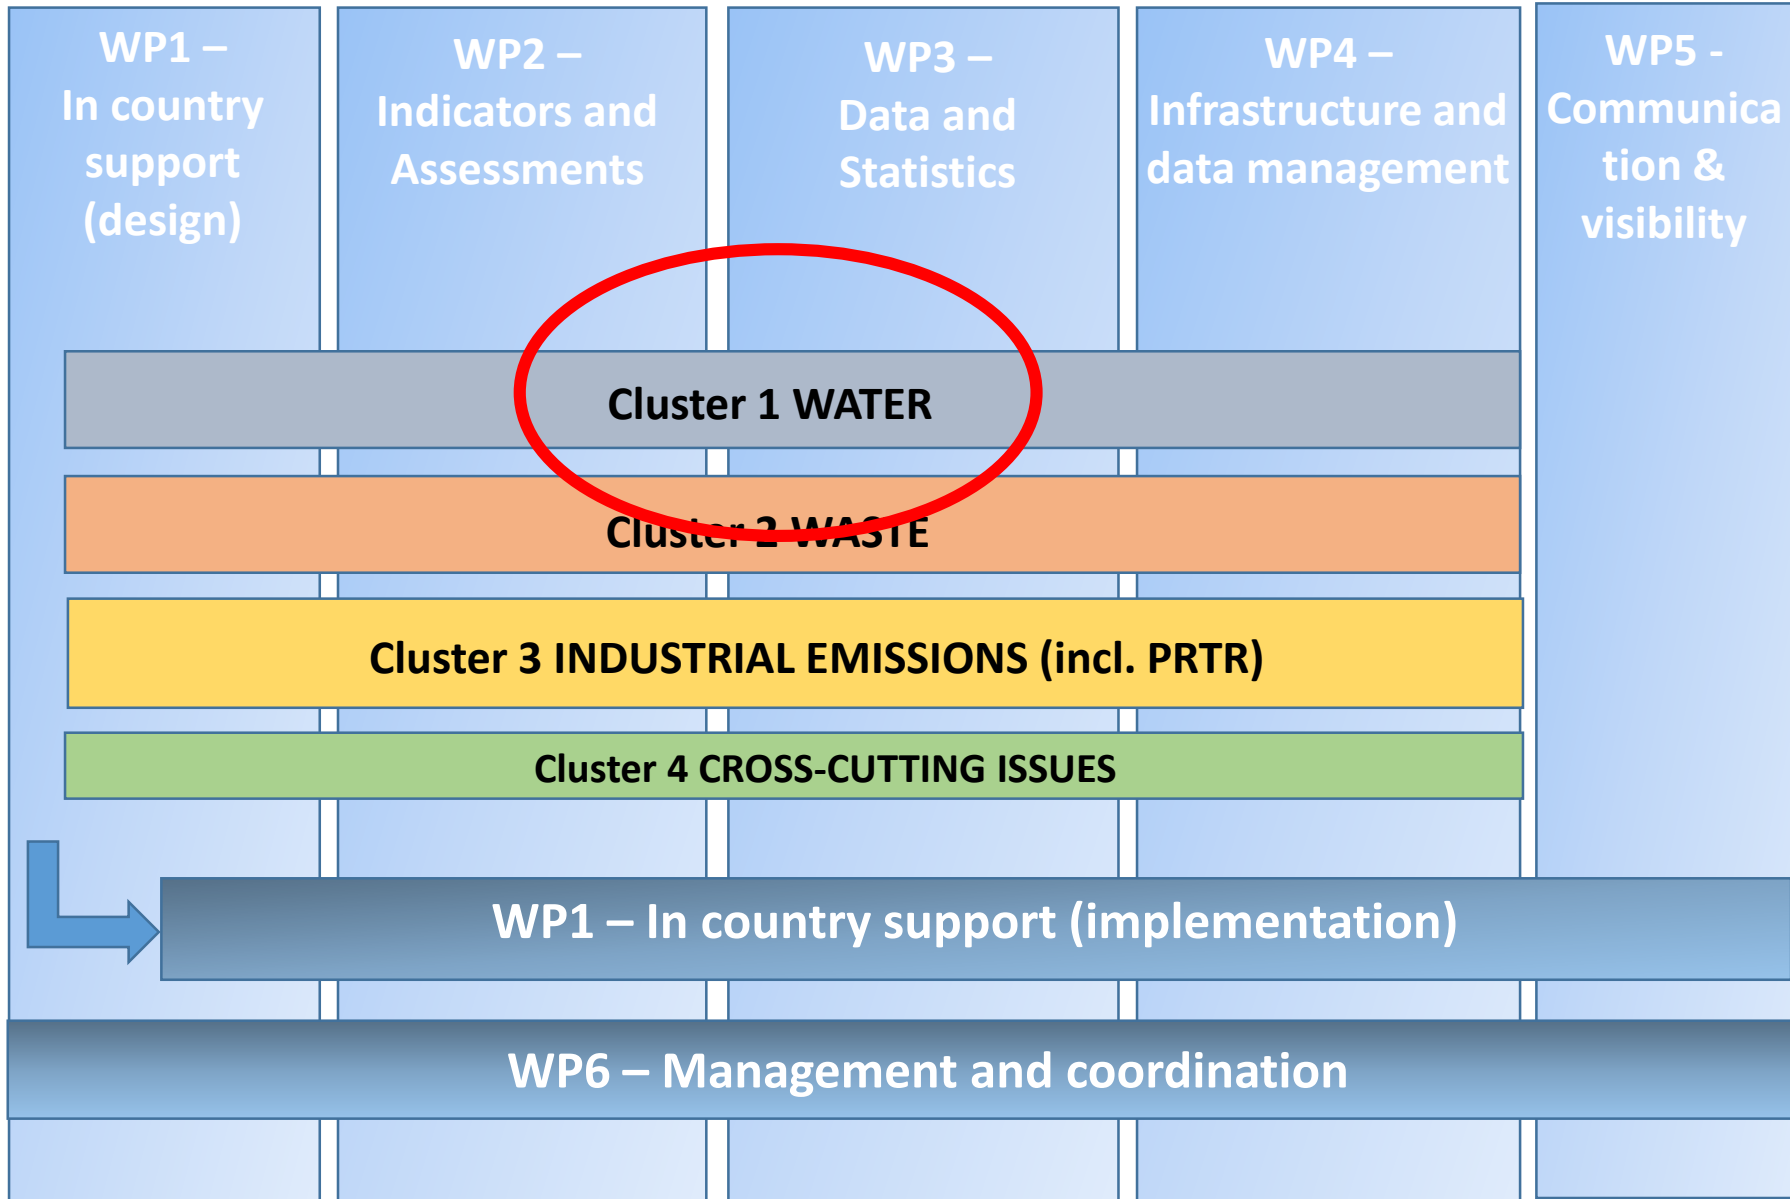 WP1 –
In country
support
(design)
WP2 –
Indicators and
Assessments
WP3 –
Data and
Statistics
WP4 –
Infrastructure and
data management
WP5 -
Communica
tion &
visibility
Cluster 1 WATER
Cluster 2 WASTE
Cluster 3 INDUSTRIAL EMISSIONS (incl. PRTR)
Cluster 4 CROSS-CUTTING ISSUES
WP1 – In country support (implementation)
WP6 – Management and coordination